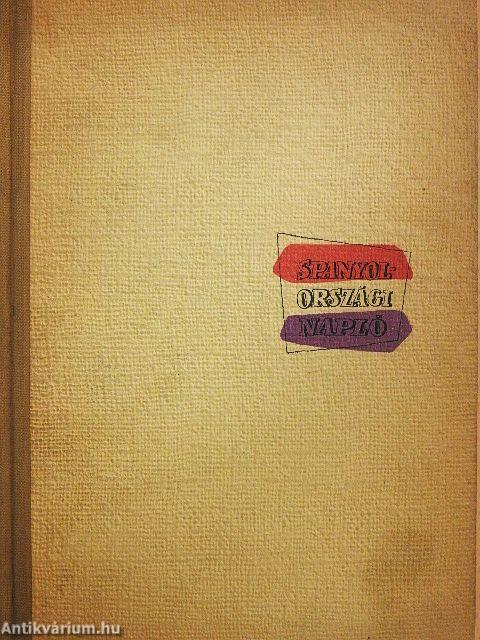 SPANYOL-
ORSZÁGI
NAPLÓ
Antikvárium.hu